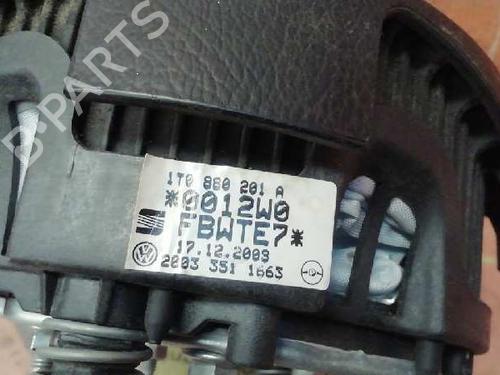 B-PARTS
1T0 880 201 A
*0012W0
FBWTE7*
17.12.2003
2003 351 1663